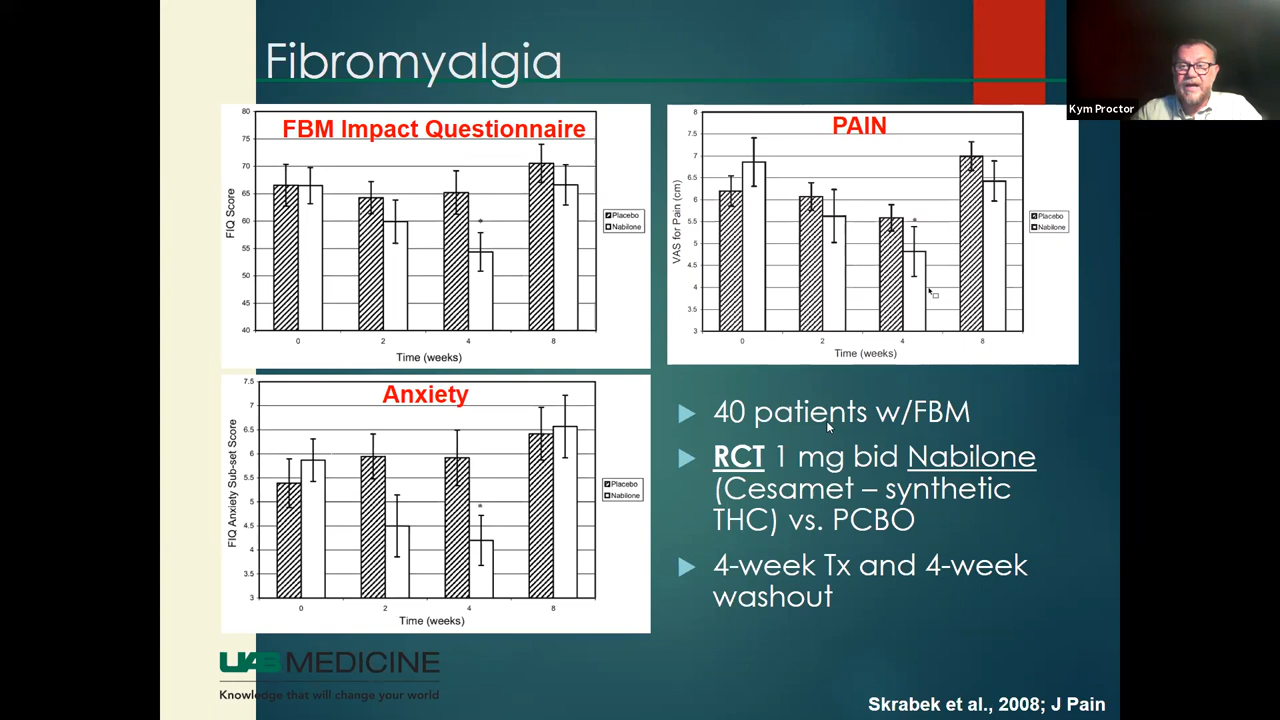 Fibromyalgia
Kym Proctor
FBM Impact Questionnaire
80
75
70
65
60
55
50
45
40
FIQ Score
0 2 4 8
Time (weeks)
*
Placebo
Nabilone
PAIN
8
7.5
7
6.5
6
5.5
5
4.5
4
3.5
3
VAS for Pain (cm)
0 2 4 8
Time (weeks)
*
Placebo
Nabilone
Anxiety
7.5
7
6.5
6
5.5
5
4.5
4
3.5
3
FIQ Anxiety Sub-set Score
0 2 4 8
Time (weeks)
*
Placebo
Nabilone
40 patients w/FBM
RCT 1 mg bid Nabilone
(Cesamet – synthetic
THC) vs. PCBO
4-week Tx and 4-week
washout
UAB MEDICINE
Knowledge that will change your world
Skrabek et al., 2008; J Pain